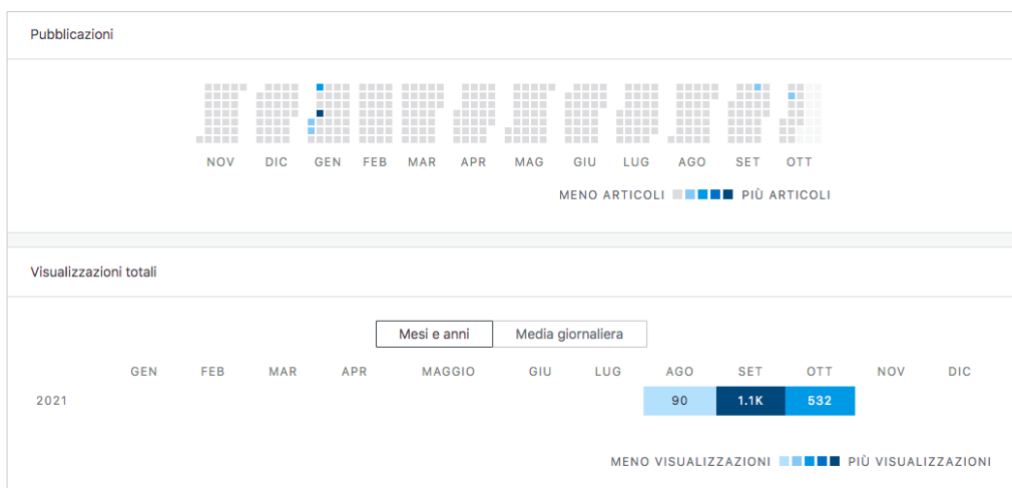 Pubblicazioni
NOV DIC GEN FEB MAR APR MAG GIU LUG AGO SET OTT
MENO ARTICOLI PIÙ ARTICOLI
Visualizzazioni totali
Mesi e anni Media giornaliera
GEN FEB MAR APR MAGGIO GIU LUG AGO SET OTT NOV DIC
2021 90 1.1K 532
MENO VISUALIZZAZIONI PIÙ VISUALIZZAZIONI